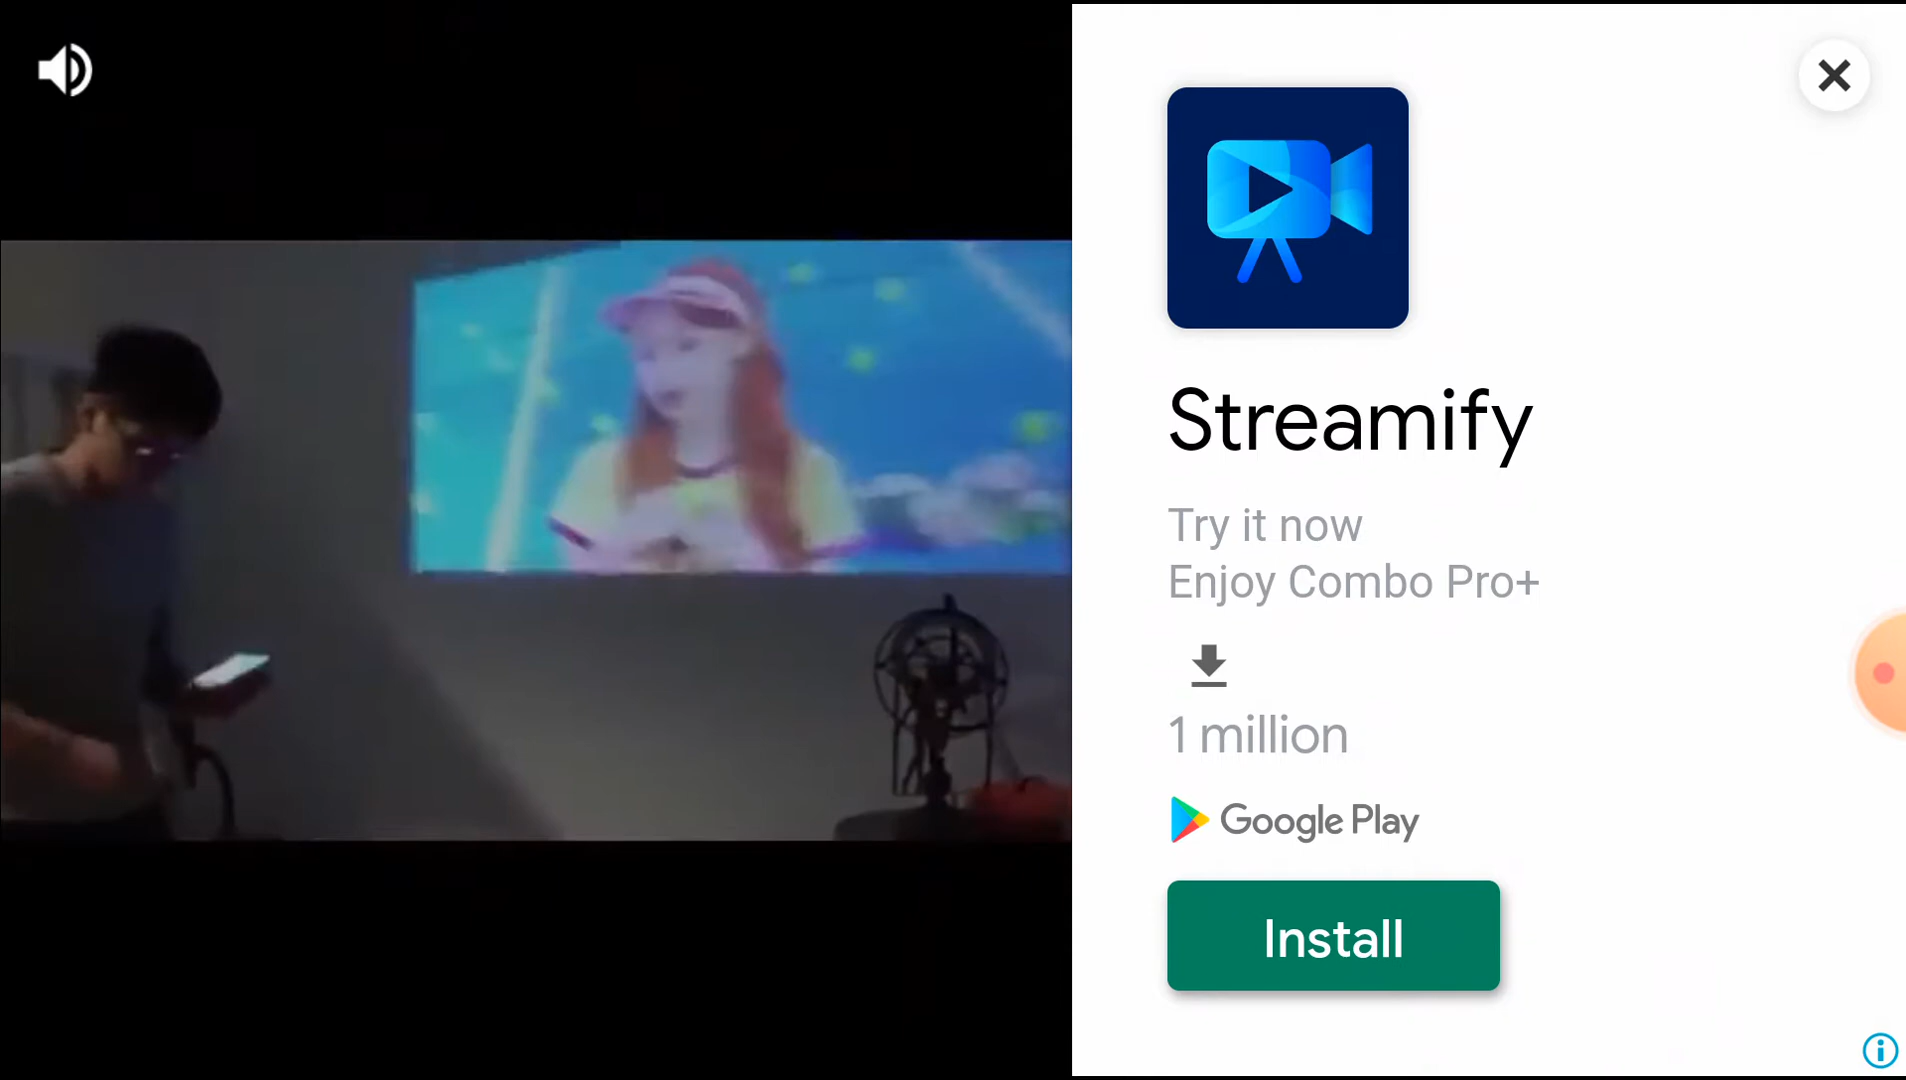 Streamify
Try it now
Enjoy Combo Pro+
1 million
Google Play
Install